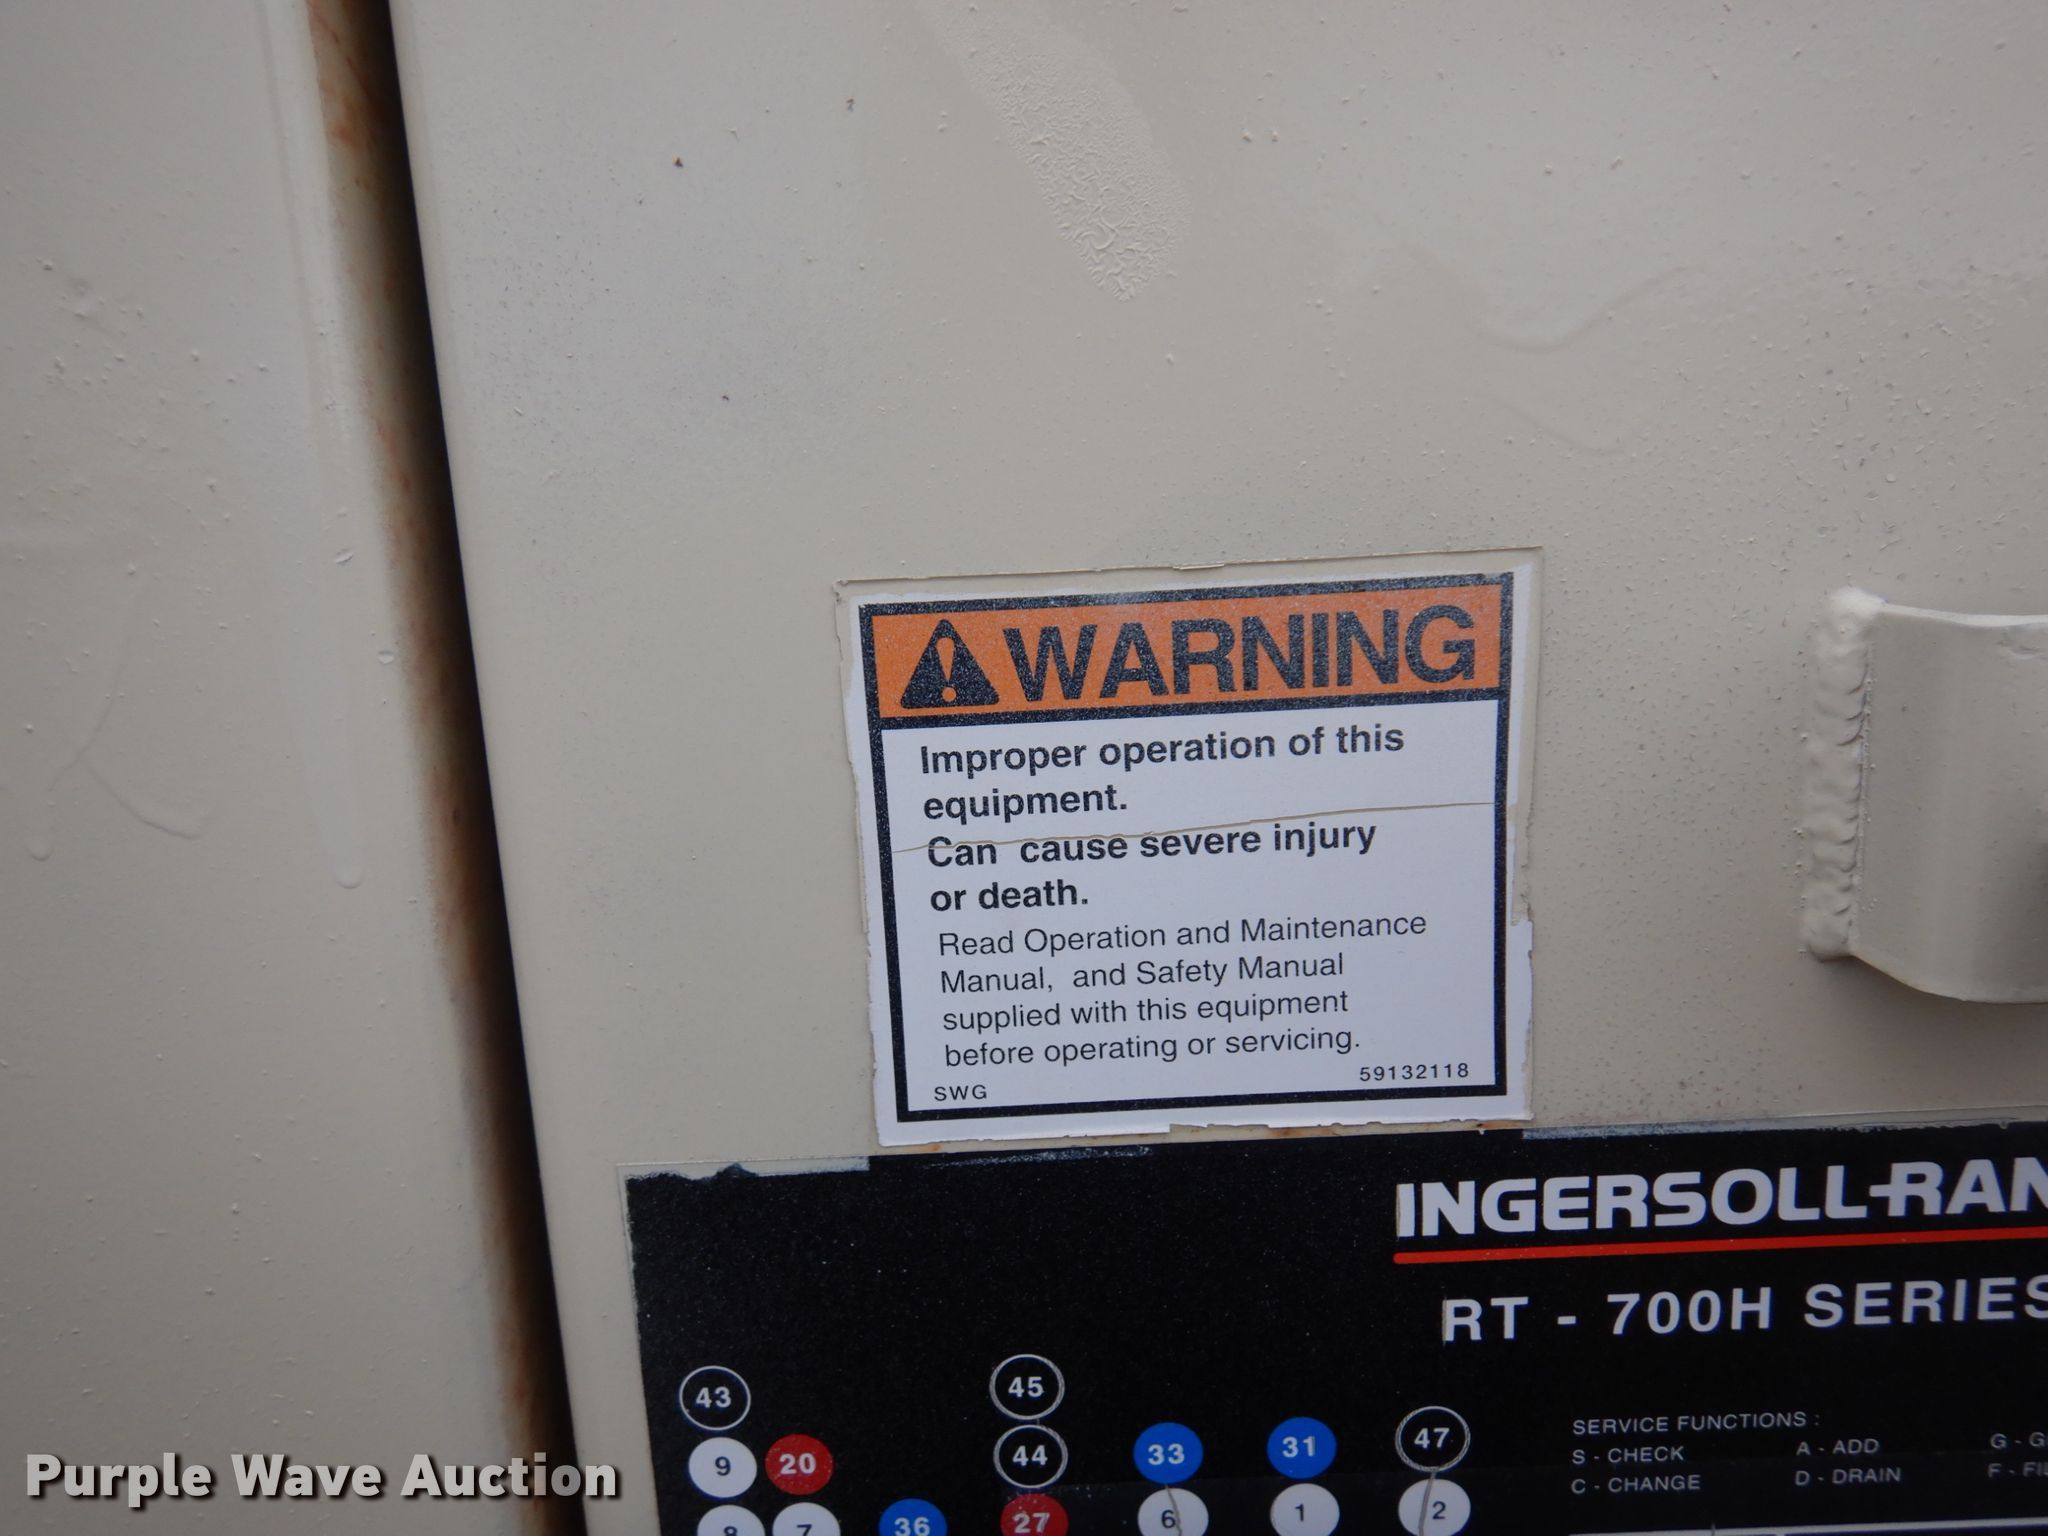 WARNING
Improper operation of this
equipment.
Can cause severe injury
or death.
Read Operation and Maintenance
Manual, and Safety Manual
supplied with this equipment
before operating or servicing.
SWG 59132118
INGERSOLL-RAN
RT - 700H SERIES
43 45
9 20 44 33 31 47
8 7 36 27 6 1 2
SERVICE FUNCTIONS :
S - CHECK A - ADD G - G
C - CHANGE D - DRAIN F - FIL
Purple Wave Auction